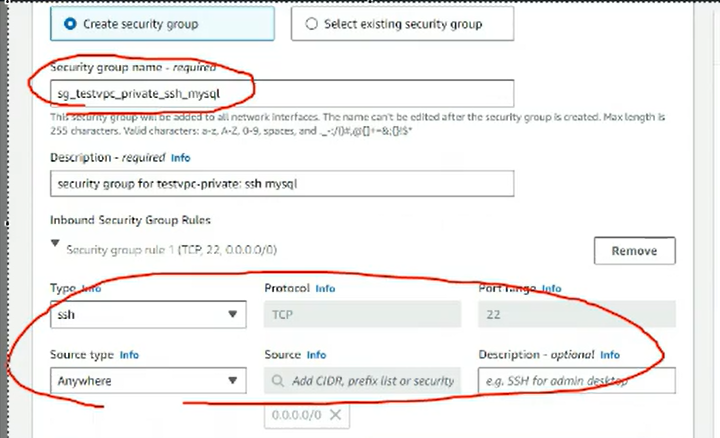 Create security group
Select existing security group
Security group name - required
sg_testvpc_private_ssh_mysql
This security group will be added to all network interfaces. The name can't be edited after the security group is created. Max length is
255 characters. Valid characters: a-z, A-Z, 0-9, spaces, and ._-:/()#,@[]+=&;{}!$*
Description - required Info
security group for testvpc-private: ssh mysql
Inbound Security Group Rules
Security group rule 1 (TCP, 22, 0.0.0.0/0)
Remove
Type Info Protocol Info Port range Info
ssh TCP 22
Source type Info Source Info Description - optional Info
Anywhere Add CIDR, prefix list or security e.g. SSH for admin desktop
0.0.0.0/0